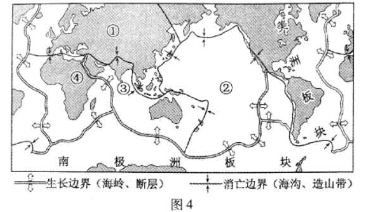 ①
美洲板块
②
③
④
南极洲板块
生长边界（海岭、断层）
消亡边界（海沟、造山带）
图4